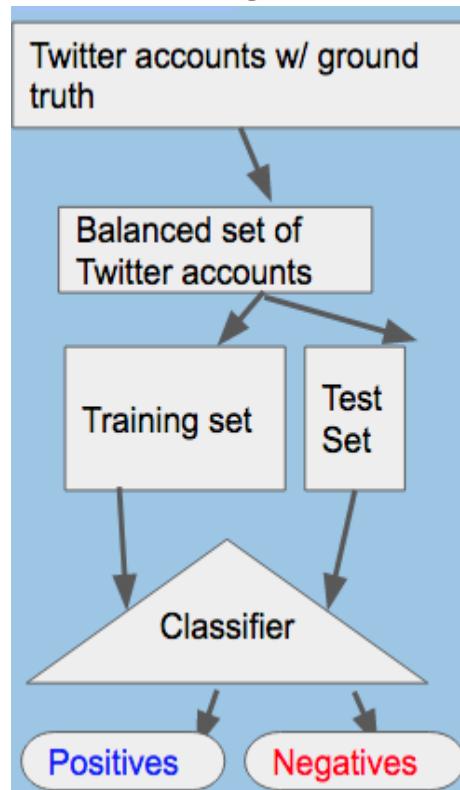 Twitter accounts w/ ground
truth
Balanced set of
Twitter accounts
Training set
Test
Set
Classifier
Positives
Negatives